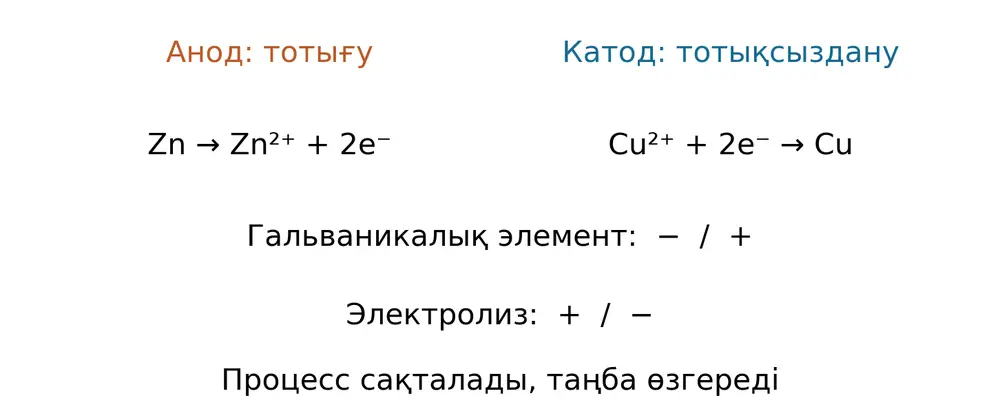 Анод: тотығу
Катод: тотықсыздану
Zn → Zn²⁺ + 2e⁻
Cu²⁺ + 2e⁻ → Cu
Гальваникалық элемент: − / +
Электролиз: + / −
Процесс сақталады, таңба өзгереді